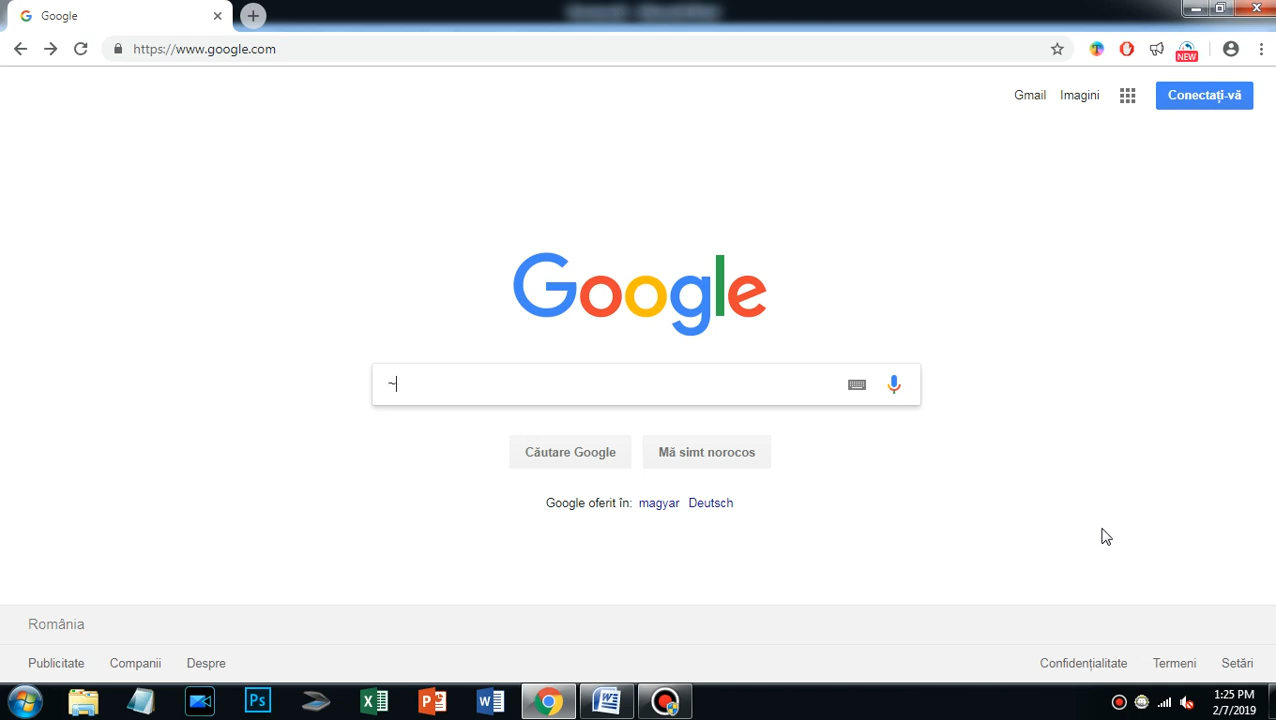 Google
https://www.google.com
NEW
Gmail Imagini Conectați-vă
Google
~
Căutare Google Mă simt norocos
Google oferit în: magyar Deutsch
România
Publicitate Companii Despre Confidențialitate Termeni Setări
Ps
1:25 PM
2/7/2019